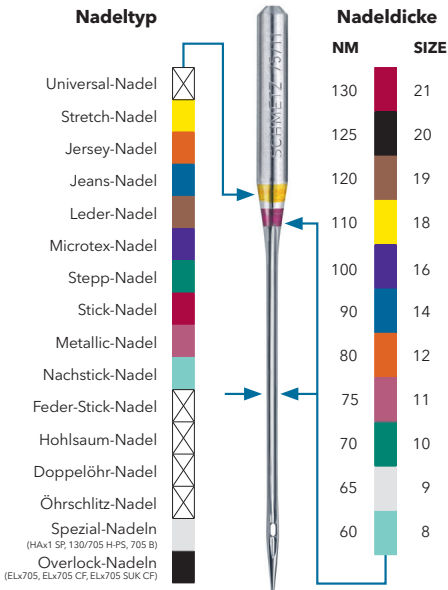 Nadeltyp
Universal-Nadel
Stretch-Nadel
Jersey-Nadel
Jeans-Nadel
Leder-Nadel
Microtex-Nadel
Stepp-Nadel
Stick-Nadel
Metallic-Nadel
Nachstick-Nadel
Feder-Stick-Nadel
Hohlsaum-Nadel
Doppelöhr-Nadel
Öhrschlitz-Nadel
Spezial-Nadeln
(HAx1 SP, 130/705 H-PS, 705 B)
Overlock-Nadeln
(ELx705, ELx705 CF, ELx705 SUK CF)
SCHMETZ 75/11
Nadeldicke
NM SIZE
130 21
125 20
120 19
110 18
100 16
90 14
80 12
75 11
70 10
65 9
60 8